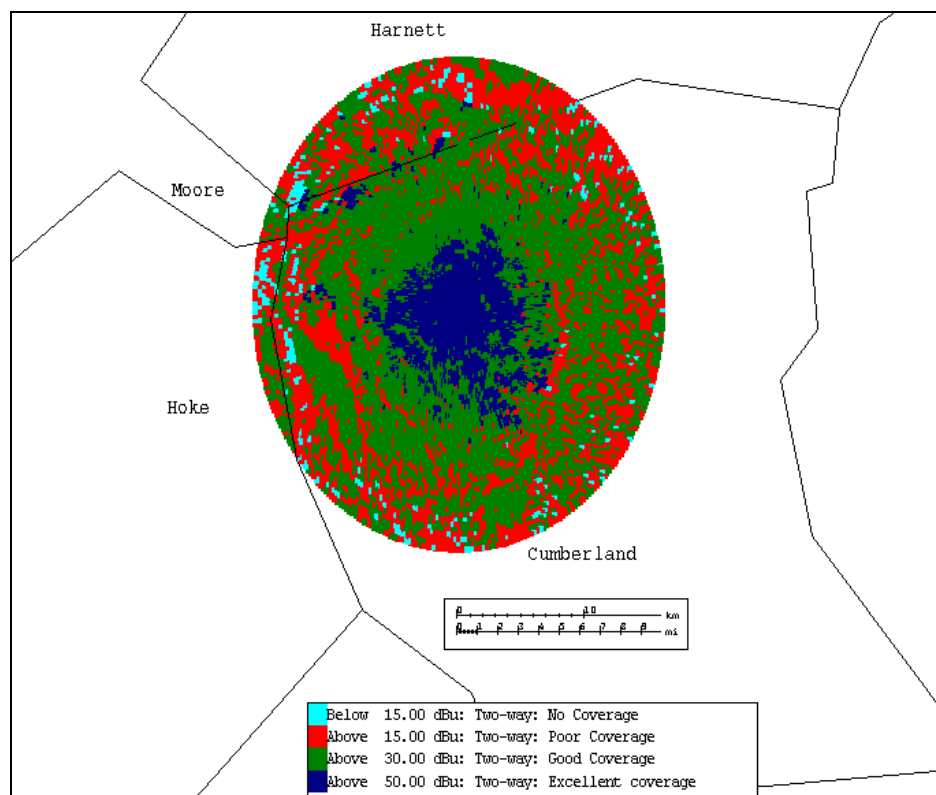 Harnett
Moore
Hoke
Cumberland
0 10 km
0 1 2 3 4 5 6 7 8 9 mi
Below 15.00 dBu: Two-way: No Coverage
Above 15.00 dBu: Two-way: Poor Coverage
Above 30.00 dBu: Two-way: Good Coverage
Above 50.00 dBu: Two-way: Excellent coverage